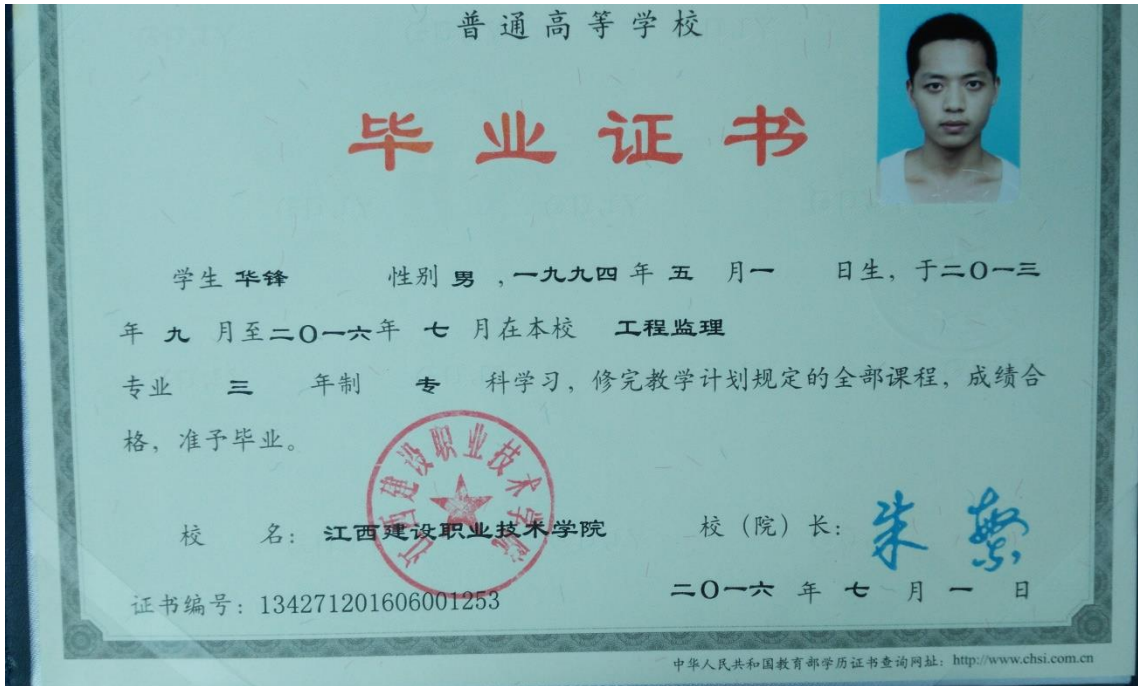 普通高等学校
毕业证书
学生 华锋 性别 男 ，一九九四 年 五 月一 日生，于二〇一三
年 九 月至二〇一六年 七 月在本校 工程监理
专业 三 年制 专 科学习，修完教学计划规定的全部课程，成绩合
格，准予毕业。
江西建设职业技术学院
校 名：江西建设职业技术学院 校（院）长：朱繁
证书编号：134271201606001253 二〇一六 年 七 月 一 日
中华人民共和国教育部学历证书查询网址：http://www.chsi.com.cn